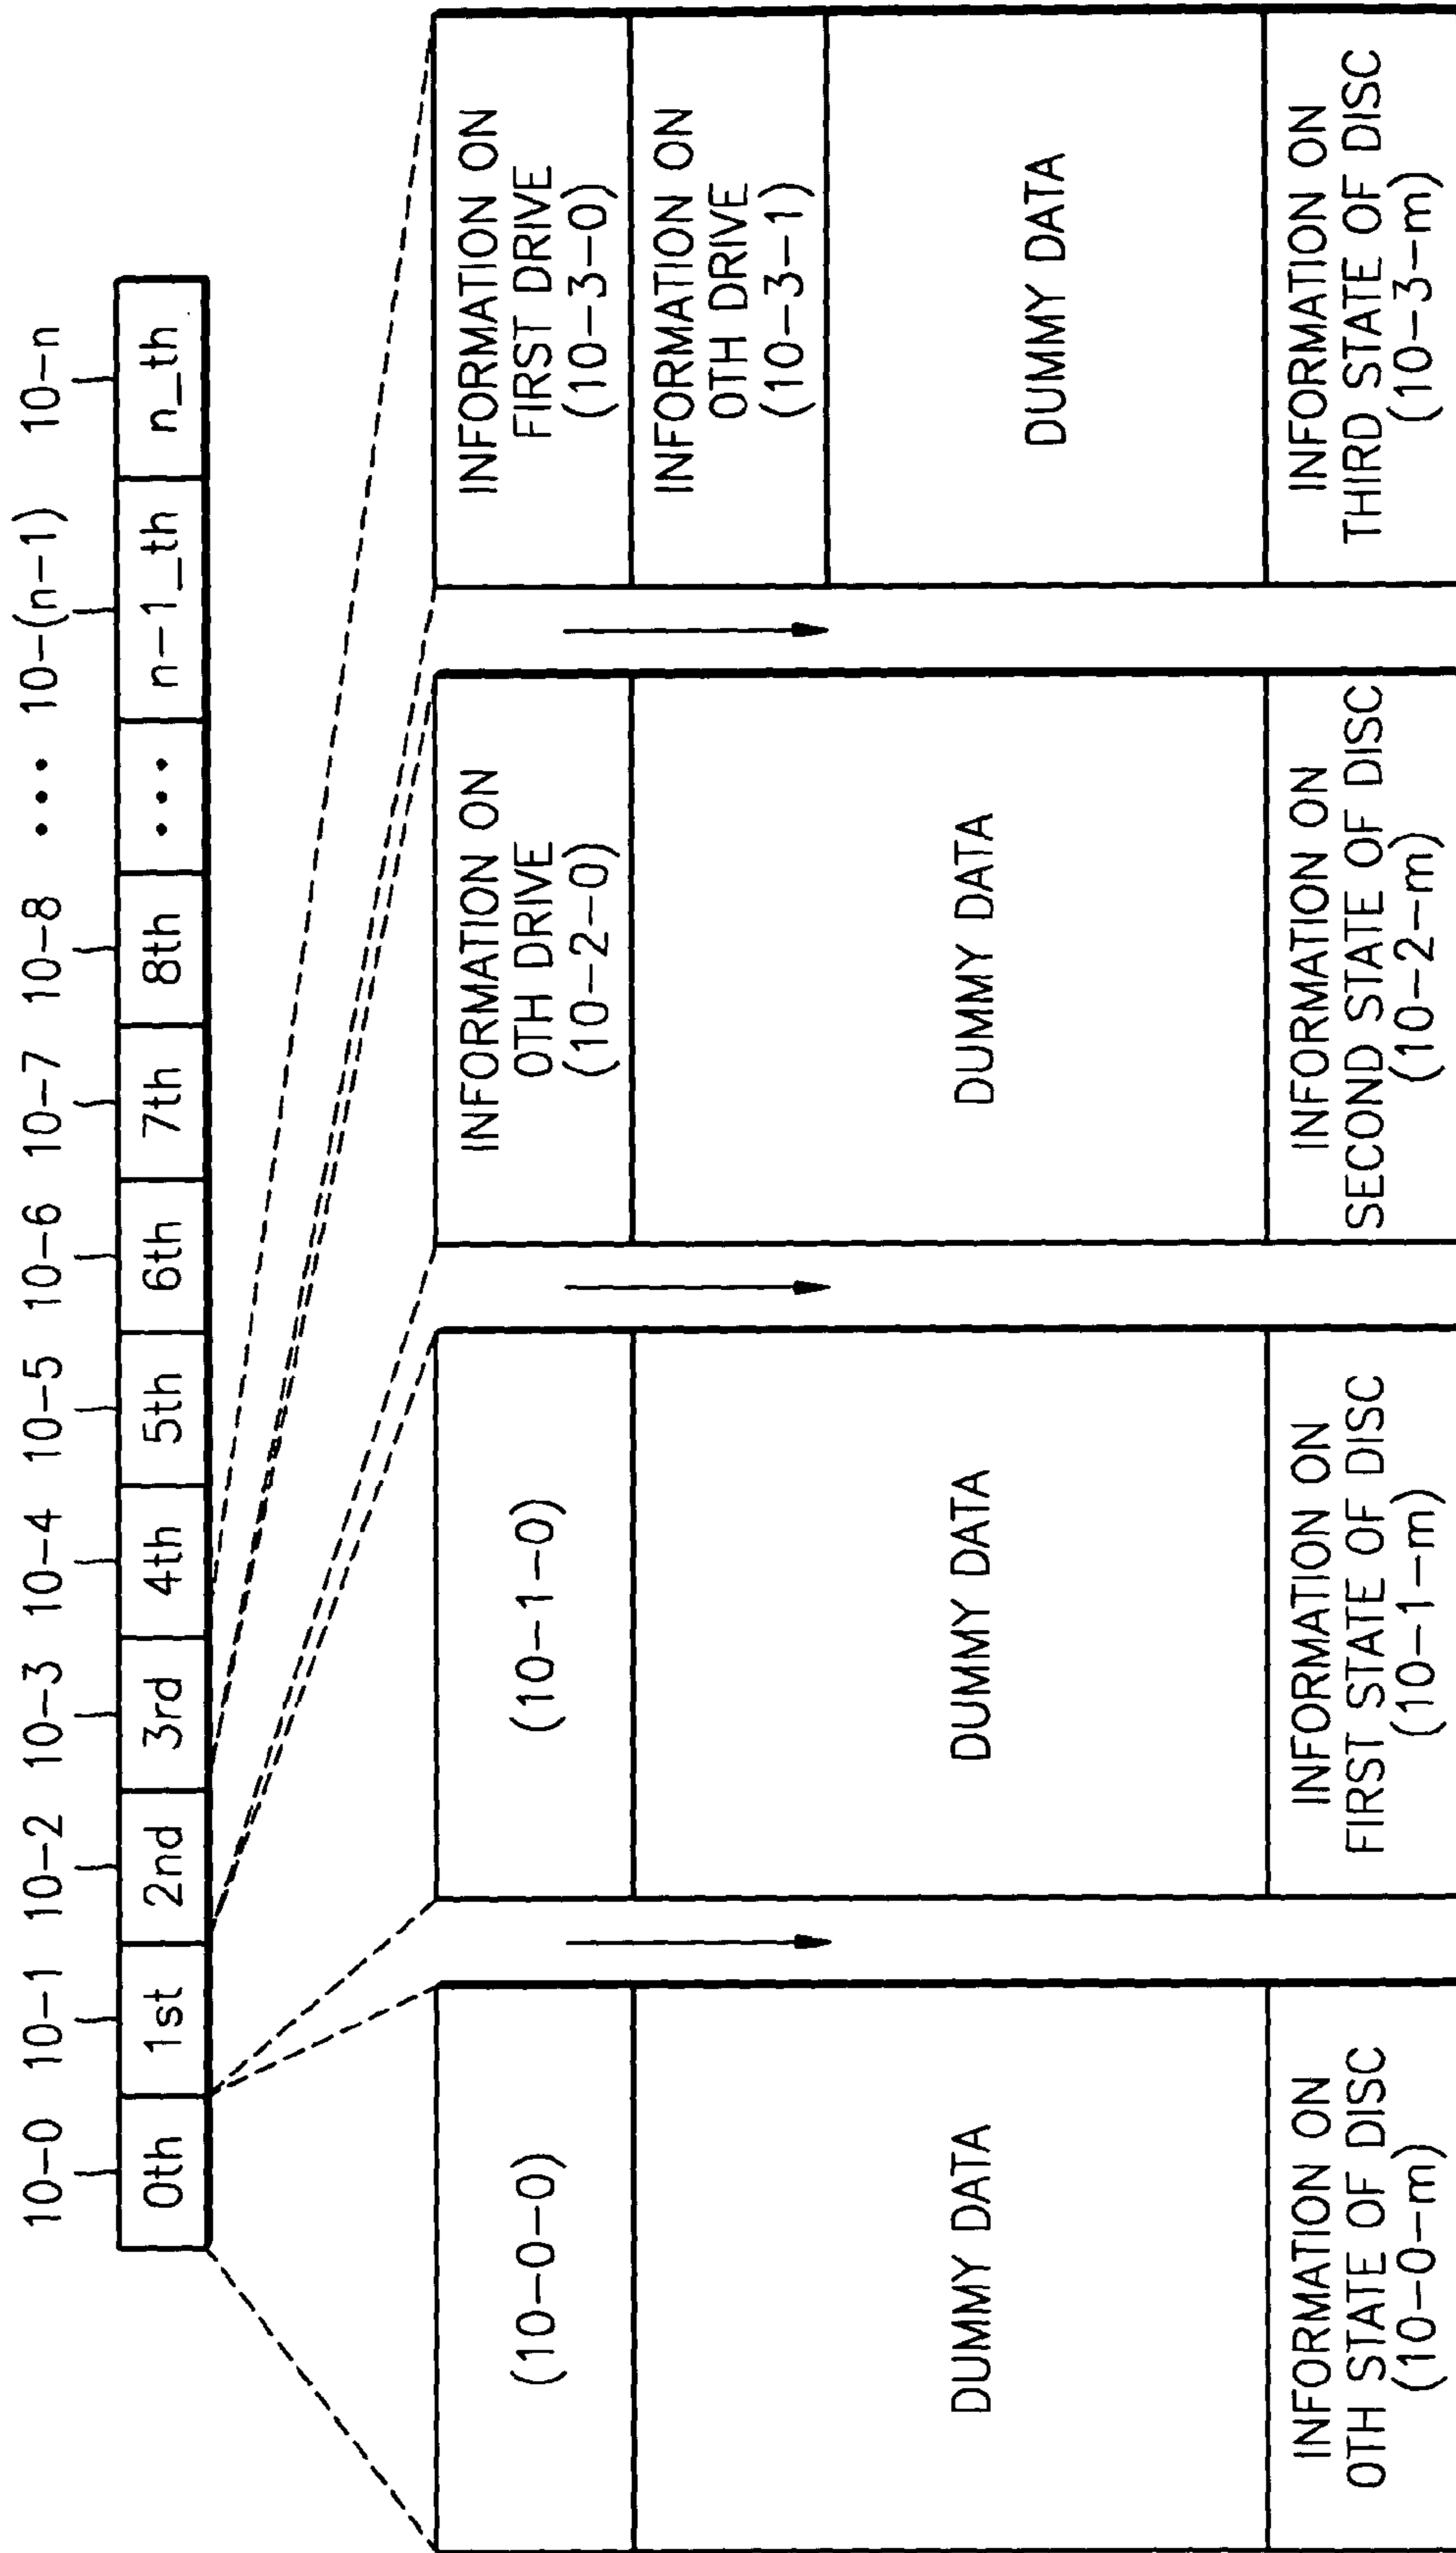 10-0 10-1 10-2 10-3 10-4 10-5 10-6 10-7 10-8 ••• 10-(n-1) 10-n
0th 1st 2nd 3rd 4th 5th 6th 7th 8th ••• n-1_th n_th
(10-0-0)
DUMMY DATA
INFORMATION ON
0TH STATE OF DISC
(10-0-m)
(10-1-0)
DUMMY DATA
INFORMATION ON
FIRST STATE OF DISC
(10-1-m)
INFORMATION ON
0TH DRIVE
(10-2-0)
DUMMY DATA
INFORMATION ON
SECOND STATE OF DISC
(10-2-m)
INFORMATION ON
FIRST DRIVE
(10-3-0)
INFORMATION ON
0TH DRIVE
(10-3-1)
DUMMY DATA
INFORMATION ON
THIRD STATE OF DISC
(10-3-m)